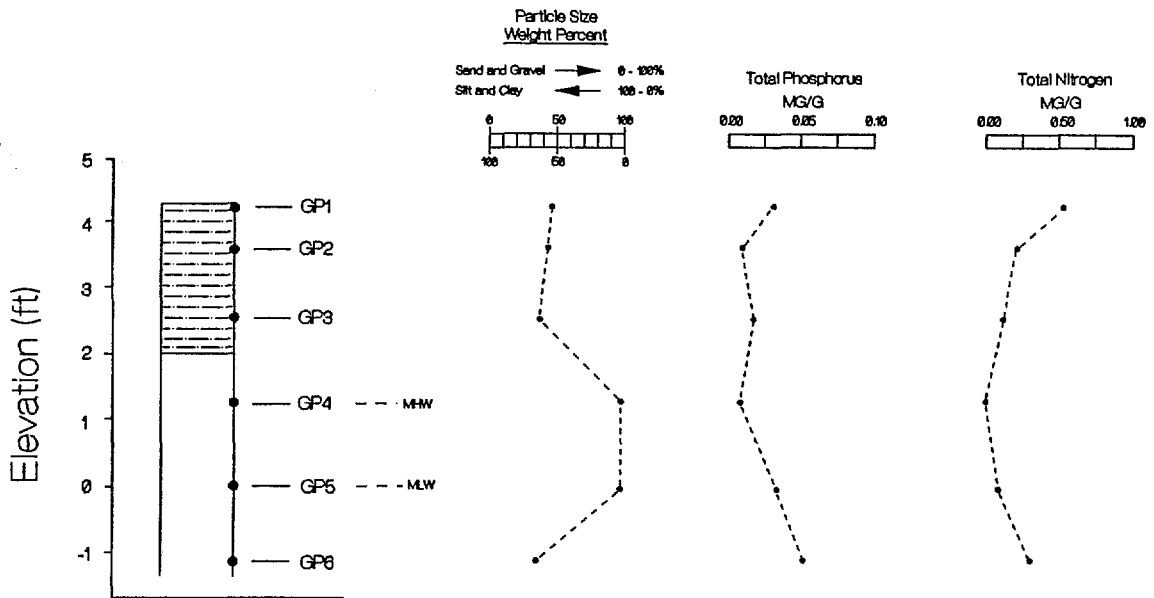 Particle Size
Weight Percent
Sand and Gravel 0 - 100%
Silt and Clay 100 - 0%
0 50 100
100 50 0
Total Phosphorus
MG/G
0.00 0.05 0.10
Total Nitrogen
MG/G
0.00 0.50 1.00
Elevation (ft)
5
4
3
2
1
0
-1
GP1
GP2
GP3
GP4 MHW
GP5 MLW
GP6